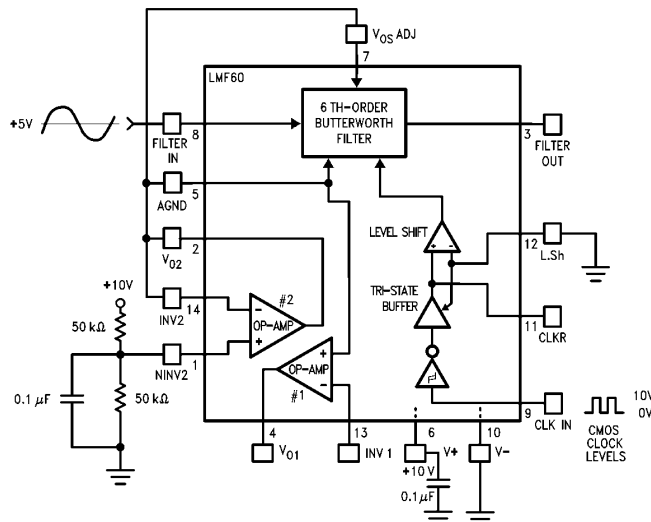 V_OS ADJ
7
LMF60
6 TH-ORDER
BUTTERWORTH
FILTER
+5V
8
FILTER
IN
3
FILTER
OUT
AGND
5
LEVEL SHIFT
+ -
12
L.Sh
2
V_O2
+10V
TRI-STATE
BUFFER
INV2
14
-
#2
OP-AMP
+
11
CLKR
50 kΩ
NINV2
1
+
OP-AMP
-
#1
0.1 μF
50 kΩ
9
CLK IN
10V
0V
CMOS
CLOCK
LEVELS
4
V_O1
13
INV 1
6
V+
+10 V
0.1μF
10
V-